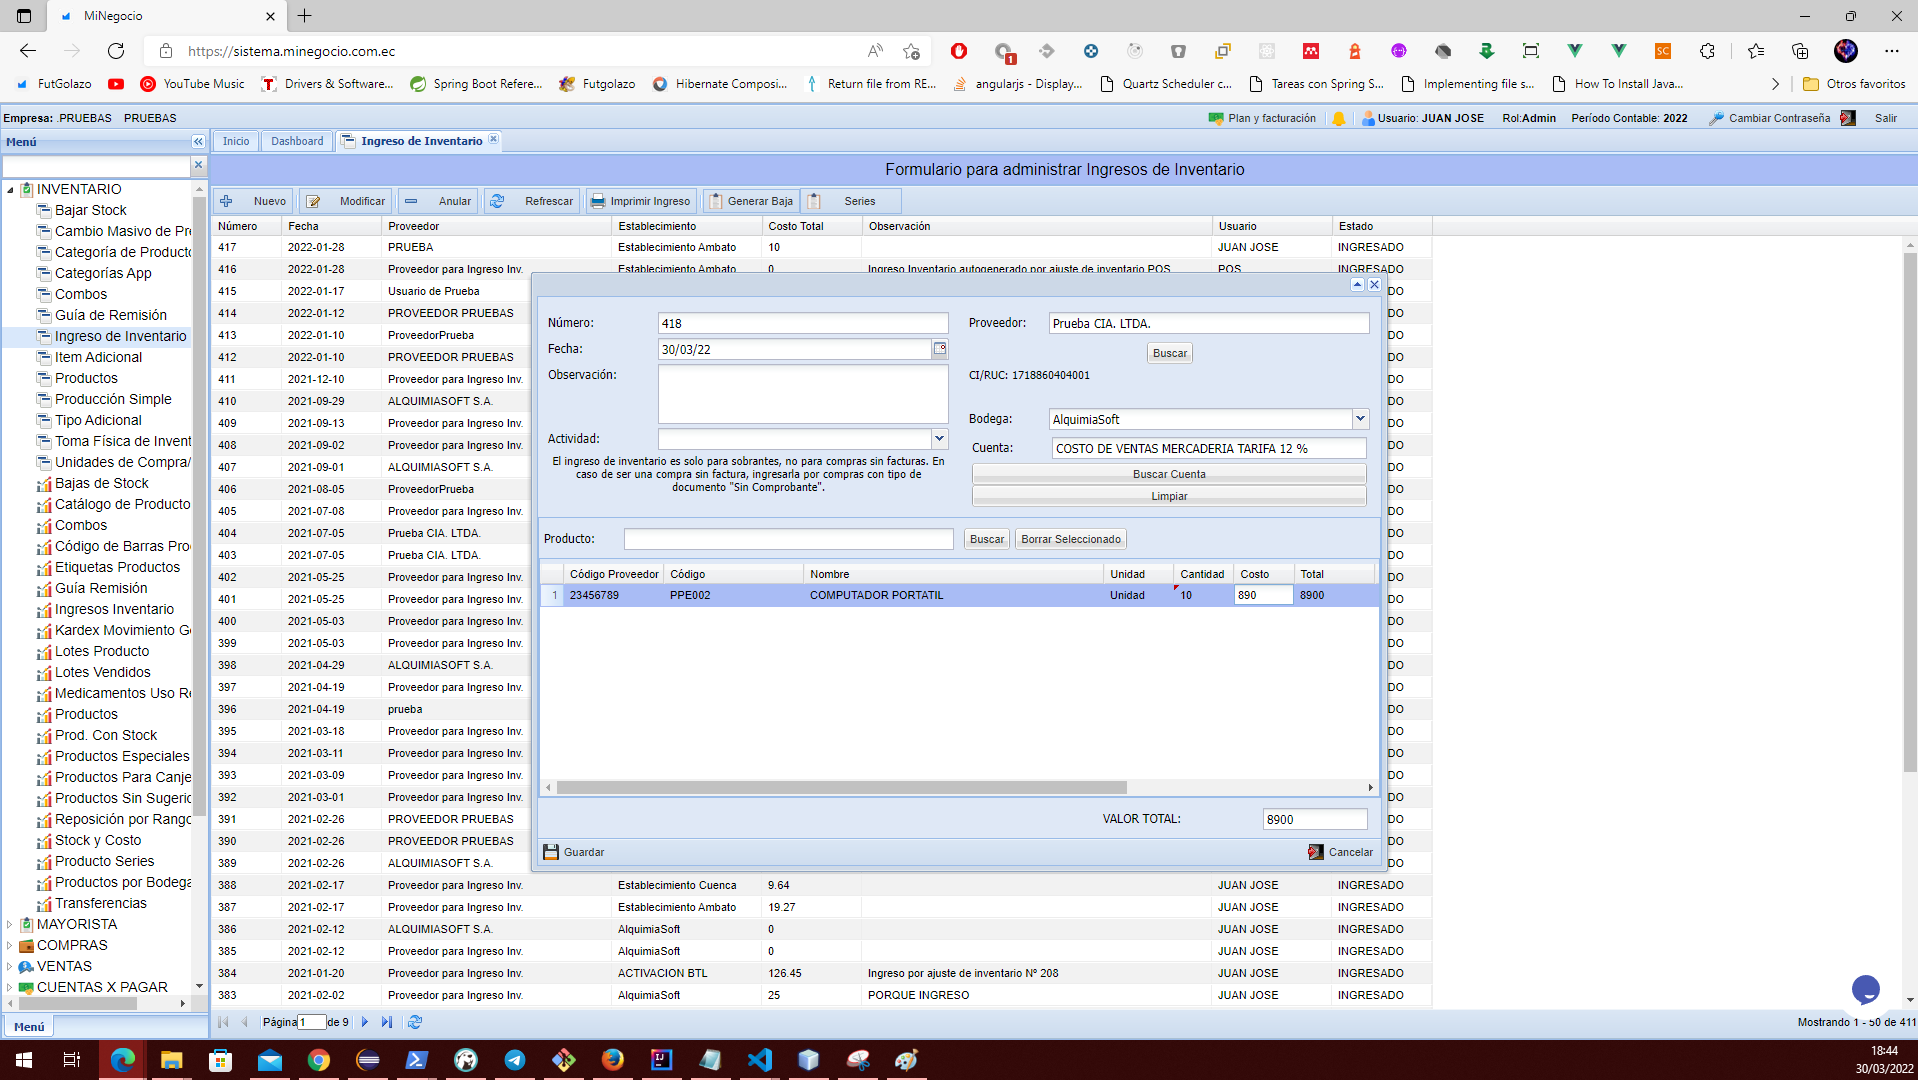 MiNegocio
https://sistema.minegocio.com.ec
1
SC
FutGolazo
YouTube Music
Drivers & Software...
Spring Boot Refere...
Futgolazo
Hibernate Composi...
Return file from RE...
angularjs - Display...
Quartz Scheduler c...
Tareas con Spring S...
Implementing file s...
How To Install Java...
Otros favoritos
Empresa: .PRUEBAS PRUEBAS
Plan y facturación
Usuario: JUAN JOSE
Rol:Admin
Período Contable: 2022
Cambiar Contraseña
Salir
Menú
Inicio
Dashboard
Ingreso de Inventario
Formulario para administrar Ingresos de Inventario
Nuevo
Modificar
Anular
Refrescar
Imprimir Ingreso
Generar Baja
Series
INVENTARIO
Bajar Stock
Cambio Masivo de Pr
Categoría de Product
Categorías App
Combos
Guía de Remisión
Ingreso de Inventario
Item Adicional
Productos
Producción Simple
Tipo Adicional
Toma Física de Invent
Unidades de Compra/
Bajas de Stock
Catálogo de Producto
Combos
Código de Barras Pro
Etiquetas Productos
Guía Remisión
Ingresos Inventario
Kardex Movimiento G
Lotes Producto
Lotes Vendidos
Medicamentos Uso R
Productos
Prod. Con Stock
Productos Especiales
Productos Para Canje
Productos Sin Sugeric
Reposición por Rango
Stock y Costo
Producto Series
Productos por Bodega
Transferencias
MAYORISTA
COMPRAS
VENTAS
CUENTAS X PAGAR
Menú
Número Fecha Proveedor Establecimiento Costo Total Observación Usuario Estado
417 2022-01-28 PRUEBA Establecimiento Ambato 10 JUAN JOSE INGRESADO
416 2022-01-28 Proveedor para Ingreso Inv. Establecimiento Ambato 0 Ingreso Inventario autogenerado por ajuste de inventario POS POS INGRESADO
415 2022-01-17 Usuario de Prueba DO
414 2022-01-12 PROVEEDOR PRUEBAS DO
413 2022-01-10 ProveedorPrueba DO
412 2022-01-10 PROVEEDOR PRUEBAS DO
411 2021-12-10 Proveedor para Ingreso Inv. DO
410 2021-09-29 ALQUIMIASOFT S.A. DO
409 2021-09-13 Proveedor para Ingreso Inv. DO
408 2021-09-02 Proveedor para Ingreso Inv. DO
407 2021-09-01 ALQUIMIASOFT S.A. DO
406 2021-08-05 ProveedorPrueba DO
405 2021-07-08 Proveedor para Ingreso Inv. DO
404 2021-07-05 Prueba CIA. LTDA. DO
403 2021-07-05 Prueba CIA. LTDA. DO
402 2021-05-25 Proveedor para Ingreso Inv. DO
401 2021-05-25 Proveedor para Ingreso Inv. DO
400 2021-05-03 Proveedor para Ingreso Inv. DO
399 2021-05-03 Proveedor para Ingreso Inv. DO
398 2021-04-29 ALQUIMIASOFT S.A. DO
397 2021-04-19 Proveedor para Ingreso Inv. DO
396 2021-04-19 prueba DO
395 2021-03-18 Proveedor para Ingreso Inv. DO
394 2021-03-11 Proveedor para Ingreso Inv. DO
393 2021-03-09 Proveedor para Ingreso Inv. DO
392 2021-03-01 Proveedor para Ingreso Inv. DO
391 2021-02-26 PROVEEDOR PRUEBAS DO
390 2021-02-26 PROVEEDOR PRUEBAS DO
389 2021-02-26 ALQUIMIASOFT S.A. DO
388 2021-02-17 Proveedor para Ingreso Inv. Establecimiento Cuenca 9.64 JUAN JOSE INGRESADO
387 2021-02-17 Proveedor para Ingreso Inv. Establecimiento Ambato 19.27 JUAN JOSE INGRESADO
386 2021-02-12 ALQUIMIASOFT S.A. AlquimiaSoft 0 JUAN JOSE INGRESADO
385 2021-02-12 Proveedor para Ingreso Inv. AlquimiaSoft 0 JUAN JOSE INGRESADO
384 2021-01-20 Proveedor para Ingreso Inv. ACTIVACION BTL 126.45 Ingreso por ajuste de inventario Nº 208 JUAN JOSE INGRESADO
383 2021-02-02 Proveedor para Ingreso Inv. AlquimiaSoft 25 PORQUE INGRESO JUAN JOSE INGRESADO
Número: 418
Fecha: 30/03/22
Observación:
Actividad:
El ingreso de inventario es solo para sobrantes, no para compras sin facturas. En
caso de ser una compra sin factura, ingresarla por compras con tipo de
documento "Sin Comprobante".
Proveedor: Prueba CIA. LTDA.
Buscar
CI/RUC: 1718860404001
Bodega: AlquimiaSoft
Cuenta: COSTO DE VENTAS MERCADERIA TARIFA 12 %
Buscar Cuenta
Limpiar
Producto: Buscar Borrar Seleccionado
Código Proveedor Código Nombre Unidad Cantidad Costo Total
1 23456789 PPE002 COMPUTADOR PORTATIL Unidad 10 890 8900
VALOR TOTAL: 8900
Guardar
Cancelar
Página 1 de 9
Mostrando 1 - 50 de 411
18:44
30/03/2022